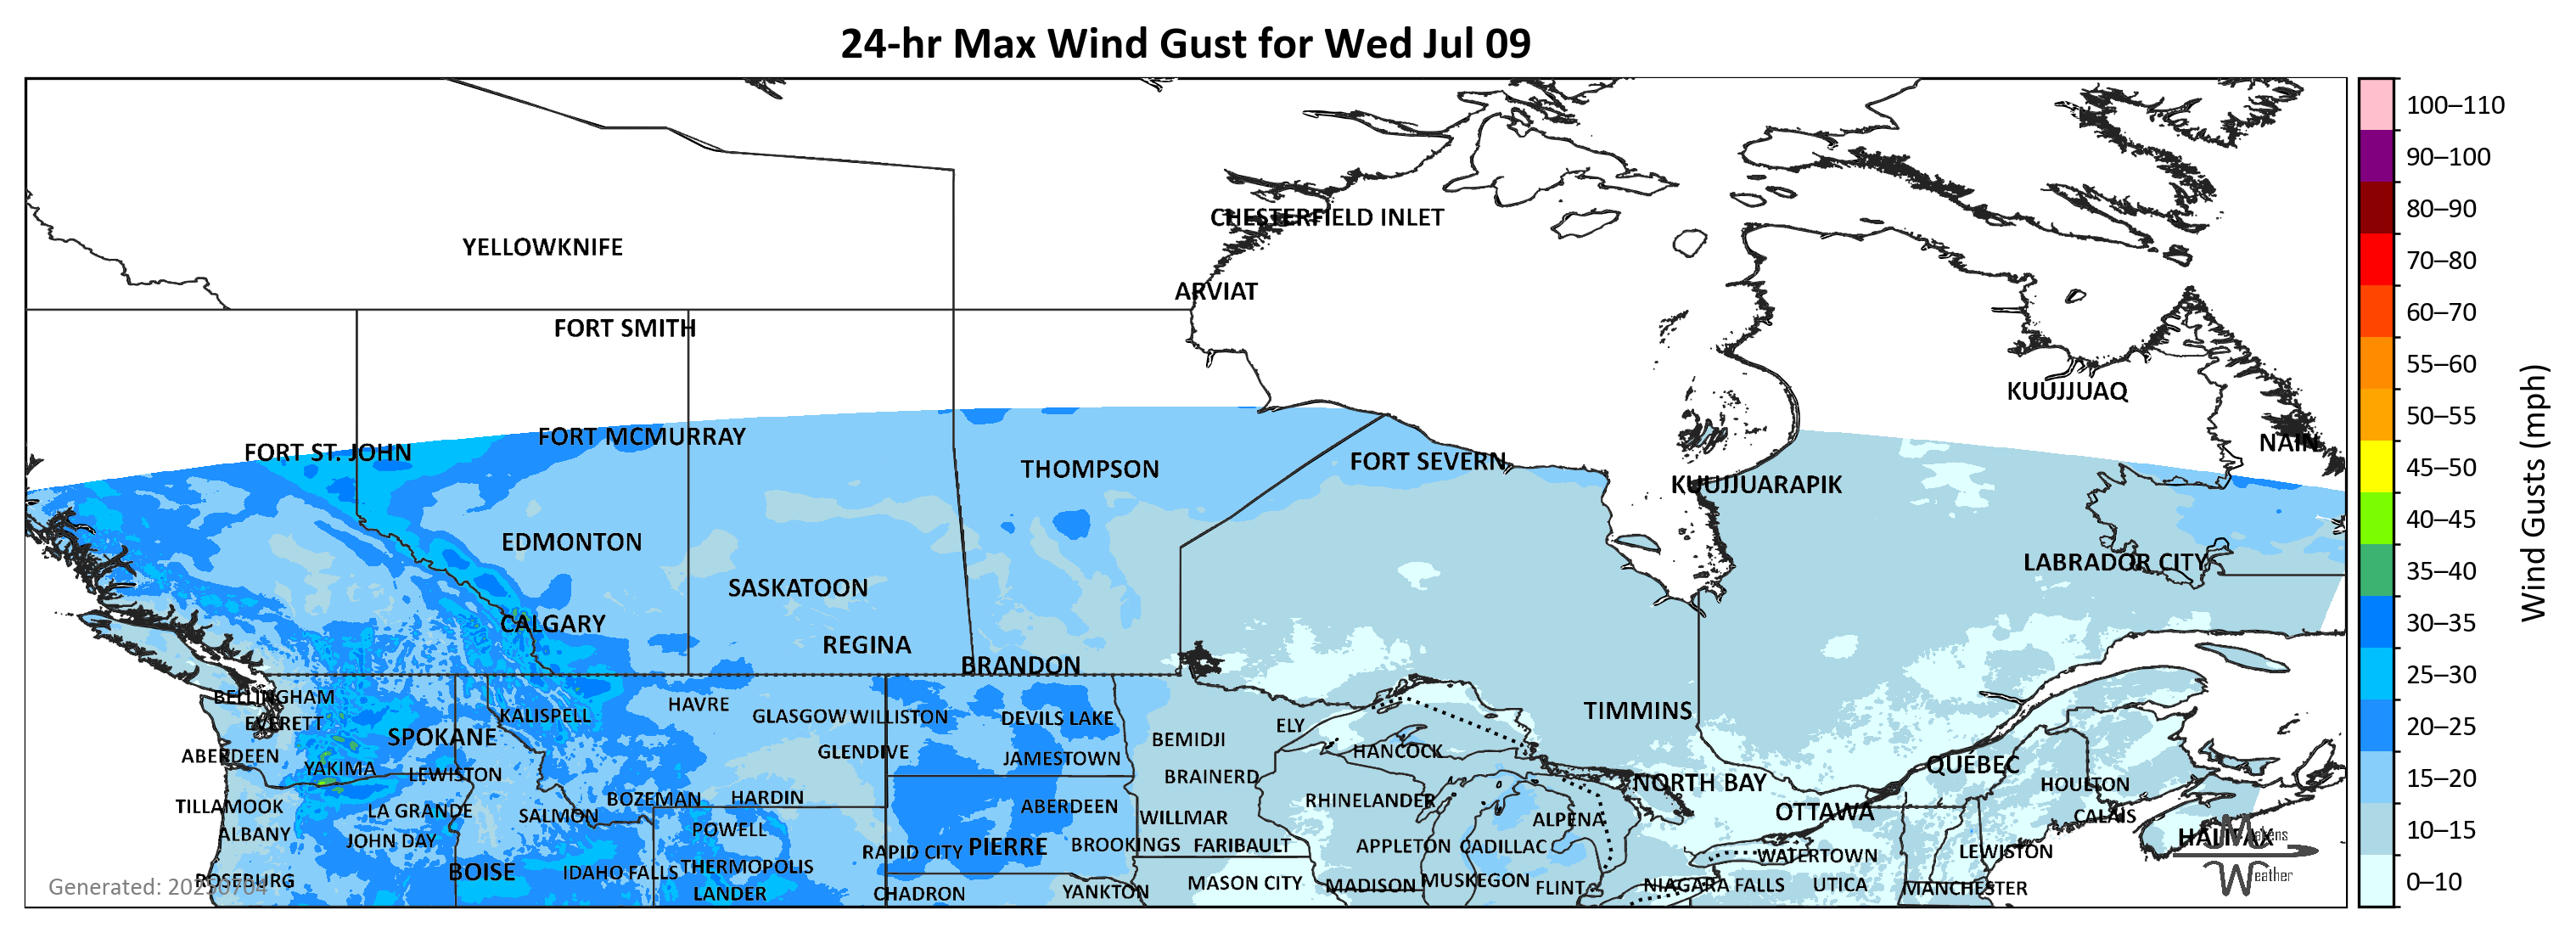 24-hr Max Wind Gust for Wed Jul 09
100–110
90–100
80–90
70–80
60–70
55–60
50–55
45–50
40–45
35–40
30–35
25–30
20–25
15–20
10–15
0–10
Wind Gusts (mph)
CHESTERFIELD INLET
YELLOWKNIFE
ARVIAT
FORT SMITH
KUUJJUAQ
FORT MCMURRAY
NAIN
FORT ST. JOHN
FORT SEVERN
THOMPSON
KUUJJUARAPIK
EDMONTON
LABRADOR CITY
SASKATOON
CALGARY
REGINA
BRANDON
BELLINGHAM
HAVRE
TIMMINS
KALISPELL
GLASGOW
WILLISTON
DEVILS LAKE
EVERETT
ELY
SPOKANE
BEMIDJI
HANCOCK
GLENDIVE
ABERDEEN
JAMESTOWN
QUÉBEC
YAKIMA
LEWISTON
BRAINERD
NORTH BAY
HOULTON
BOZEMAN
HARDIN
RHINELANDER
TILLAMOOK
ABERDEEN
LA GRANDE
OTTAWA
SALMON
CALAIS
WILLMAR
ALPENA
POWELL
ALBANY
HALIFAX
Makens
JOHN DAY
BROOKINGS
FARIBAULT
PIERRE
APPLETON
CADILLAC
RAPID CITY
LEWISTON
WATERTOWN
THERMOPOLIS
BOISE
IDAHO FALLS
Weather
ROSEBURG
MUSKEGON
MASON CITY
MADISON
NIAGARA FALLS
UTICA
Generated: 20250704
FLINT
MANCHESTER
YANKTON
LANDER
CHADRON